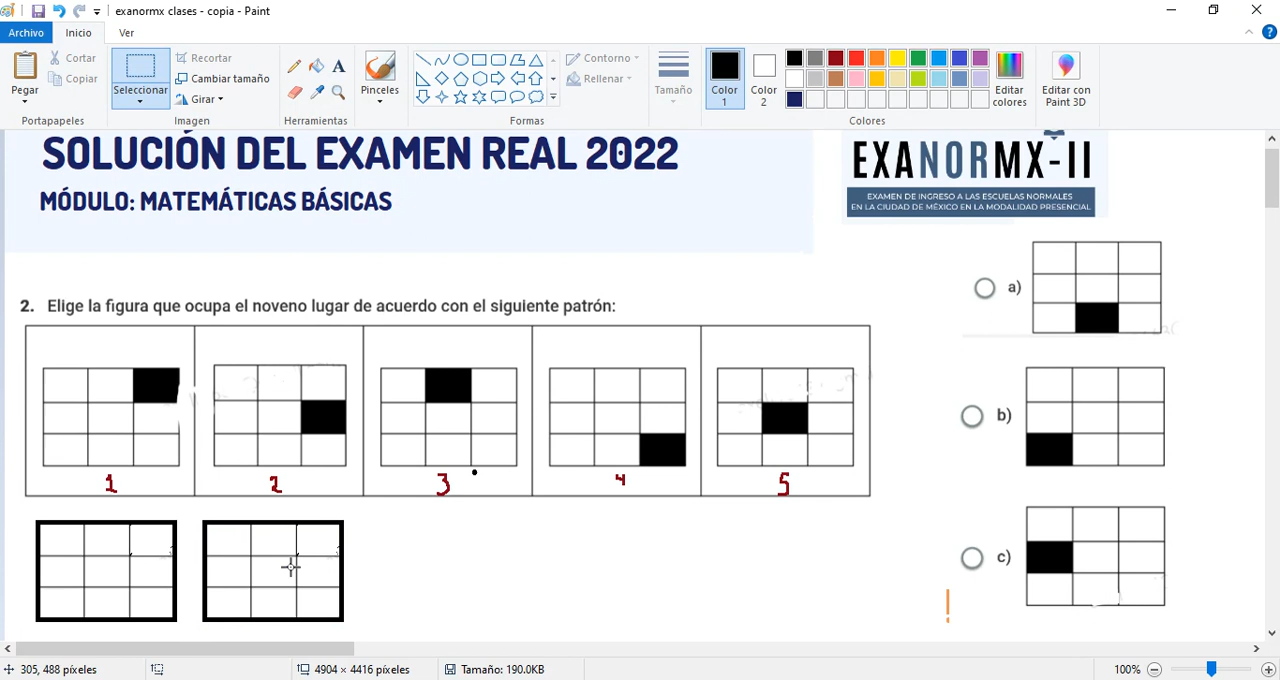 exanormx clases - copia - Paint
Archivo
Inicio
Ver
Pegar
Cortar
Copiar
Portapapeles
Seleccionar
Recortar
Cambiar tamaño
Girar
Imagen
A
Herramientas
Pinceles
Contorno
Rellenar
Formas
Tamaño
Color
1
Color
2
Editar
colores
Editar con
Paint 3D
Colores
SOLUCIÓN DEL EXAMEN REAL 2022
MÓDULO: MATEMÁTICAS BÁSICAS
EXANORMX-II
EXAMEN DE INGRESO A LAS ESCUELAS NORMALES
EN LA CIUDAD DE MÉXICO EN LA MODALIDAD PRESENCIAL
2. Elige la figura que ocupa el noveno lugar de acuerdo con el siguiente patrón:
1 2 3 4 5
a)
b)
c)
305, 488 píxeles
4904 × 4416 píxeles
Tamaño: 190.0KB
100%